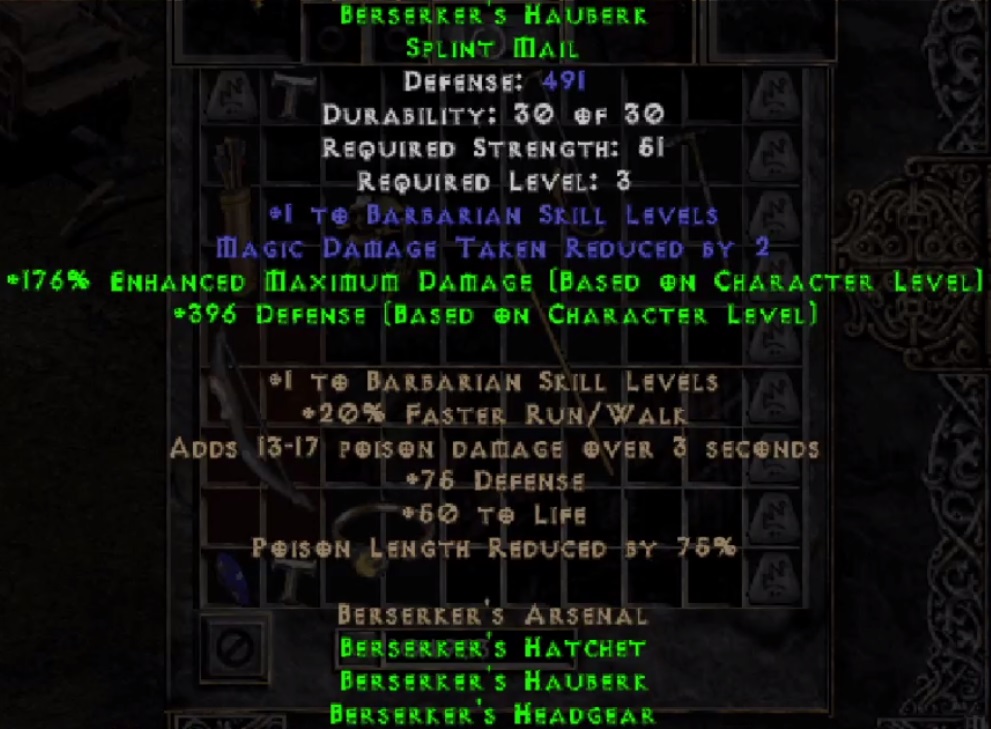 Berserker's Hauberk
Splint Mail
Defense: 491
Durability: 30 of 30
Required Strength: 51
Required Level: 3
+1 to Barbarian Skill Levels
Magic Damage Taken Reduced by 2
+176% Enhanced Maximum Damage (Based on Character Level)
+396 Defense (Based on Character Level)
+1 to Barbarian Skill Levels
+20% Faster Run/Walk
Adds 13-17 poison damage over 3 seconds
+75 Defense
+50 to Life
Poison Length Reduced by 75%
Berserker's Arsenal
Berserker's Hatchet
Berserker's Hauberk
Berserker's Headgear